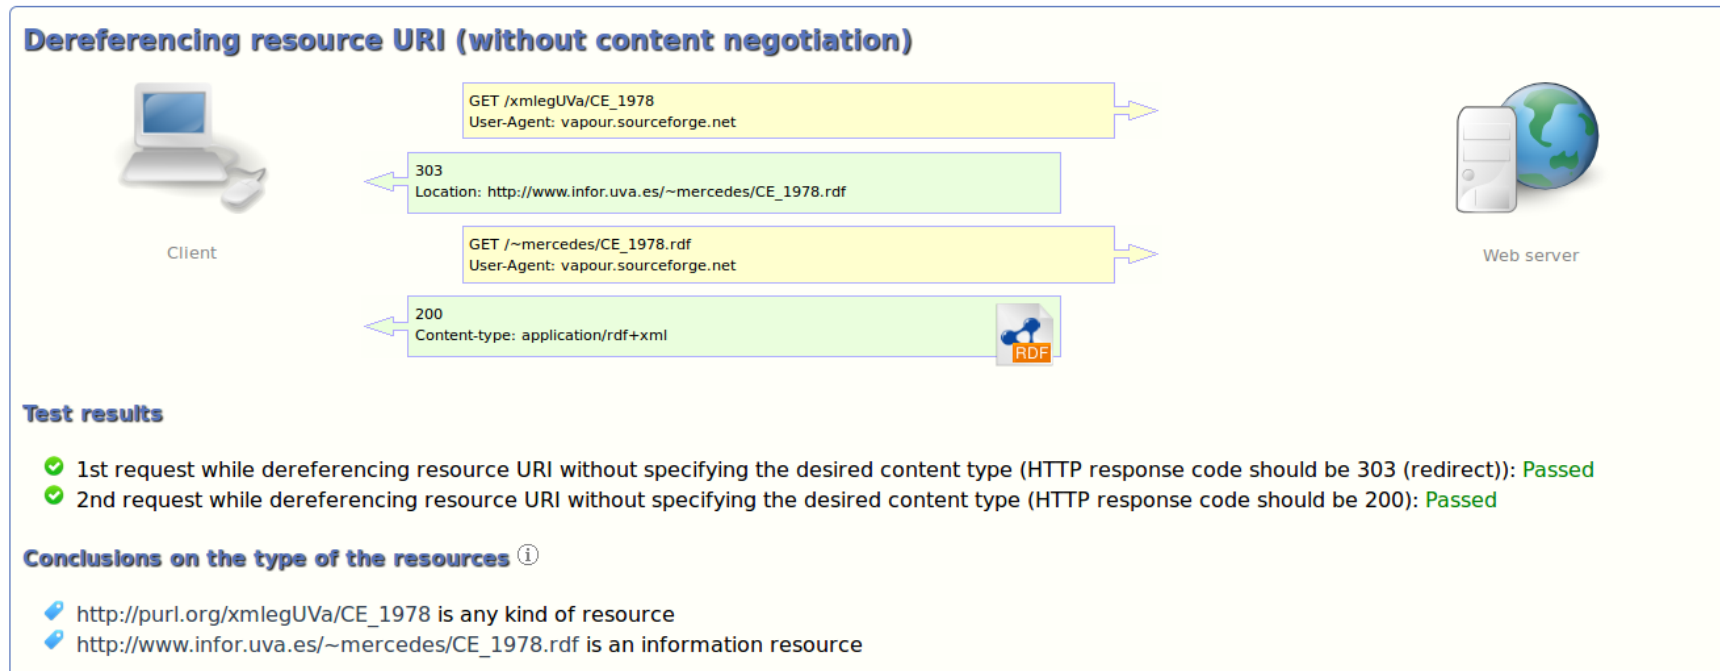 Dereferencing resource URI (without content negotiation)
GET /xmlegUVa/CE_1978
User-Agent: vapour.sourceforge.net
303
Location: http://www.infor.uva.es/~mercedes/CE_1978.rdf
GET /~mercedes/CE_1978.rdf
User-Agent: vapour.sourceforge.net
Client
Web server
200
Content-type: application/rdf+xml
RDF
Test results
1st request while dereferencing resource URI without specifying the desired content type (HTTP response code should be 303 (redirect)): Passed
2nd request while dereferencing resource URI without specifying the desired content type (HTTP response code should be 200): Passed
Conclusions on the type of the resources i
http://purl.org/xmlegUVa/CE_1978 is any kind of resource
http://www.infor.uva.es/~mercedes/CE_1978.rdf is an information resource